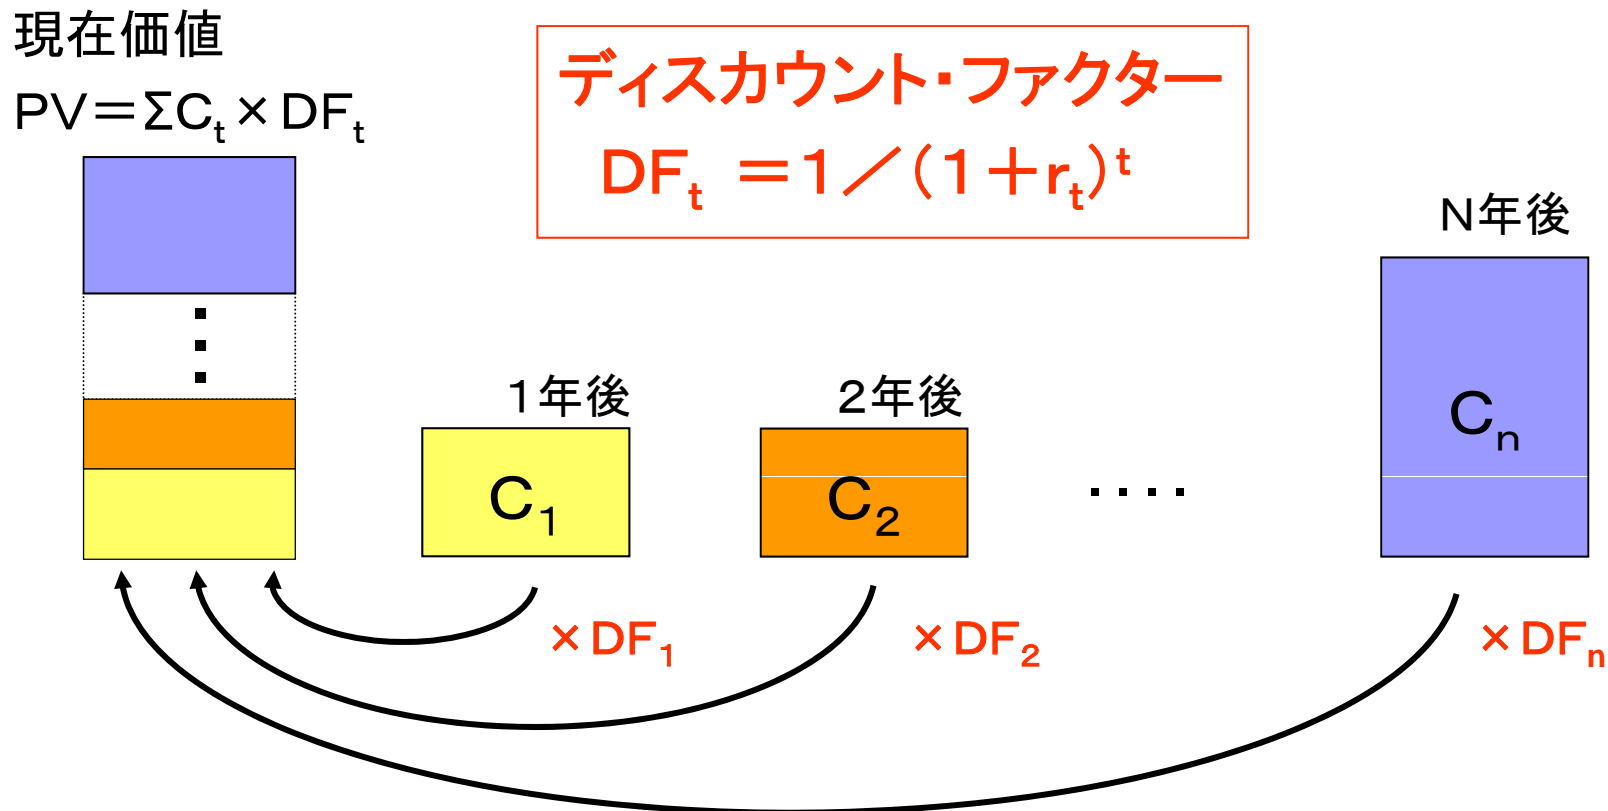 現在価値
PV＝ΣCt×DFt
ディスカウント・ファクター
DFt ＝1／(1＋rt)t
N年後
1年後
2年後
Cn
C1
C2
・・・・
×DF1
×DF2
×DFn